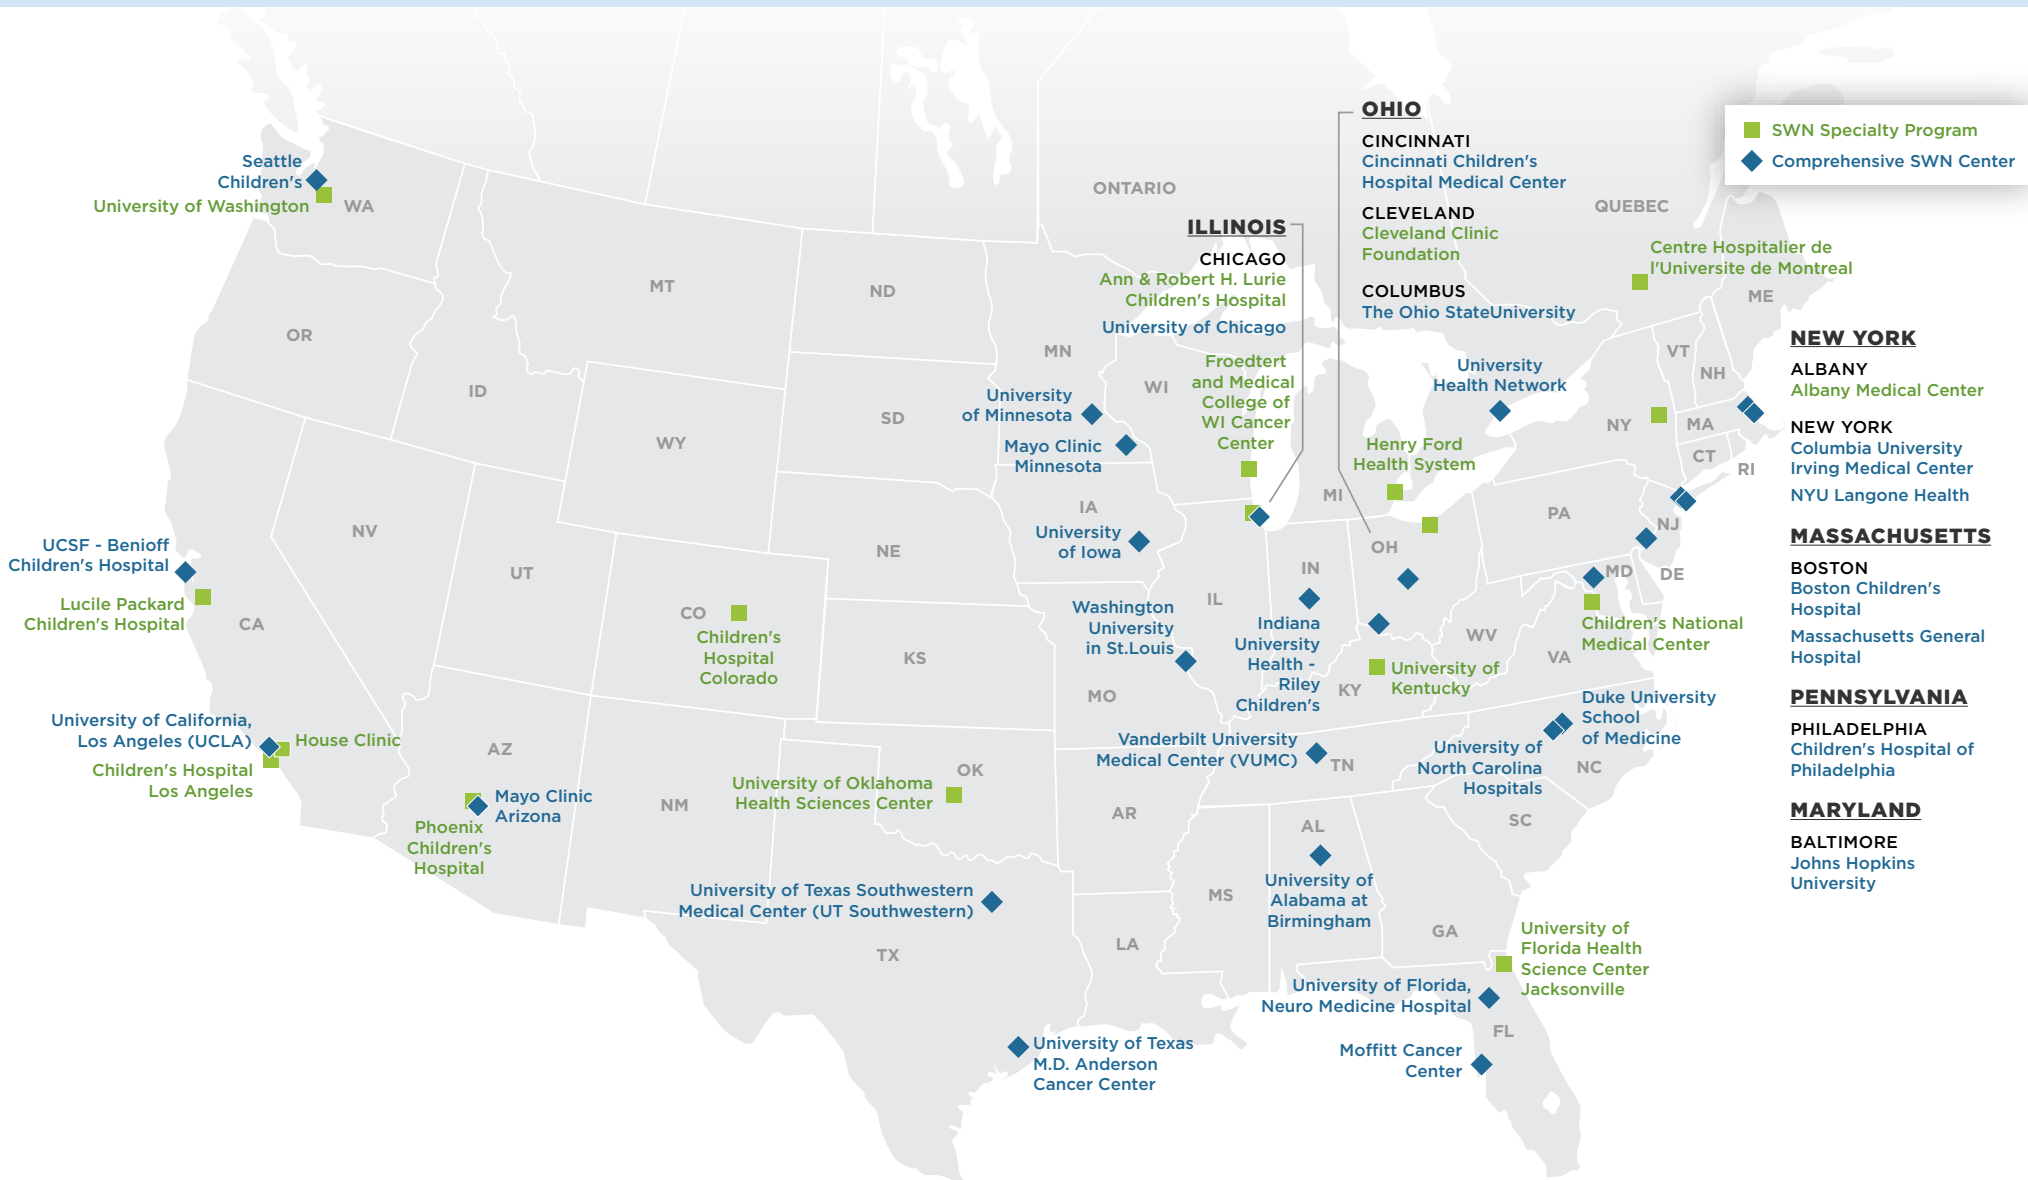 SWN Specialty Program
Comprehensive SWN Center
Seattle
Children's
University of Washington
WA
OR
ID
MT
ND
SD
WY
NV
UT
CO
NE
KS
CA
AZ
NM
OK
TX
MN
WI
IA
MO
AR
LA
MS
AL
GA
FL
IL
IN
MI
OH
KY
TN
WV
VA
NC
SC
PA
NY
VT
NH
ME
MA
CT
RI
NJ
DE
MD
ONTARIO
QUEBEC
UCSF - Benioff
Children's Hospital
Lucile Packard
Children's Hospital
University of California,
Los Angeles (UCLA)
House Clinic
Children's Hospital
Los Angeles
Mayo Clinic
Arizona
Phoenix
Children's
Hospital
Children's
Hospital
Colorado
University of Oklahoma
Health Sciences Center
University of Texas Southwestern
Medical Center (UT Southwestern)
University of Texas
M.D. Anderson
Cancer Center
University
of Minnesota
Mayo Clinic
Minnesota
University
of Iowa
Washington
University
in St.Louis
ILLINOIS
CHICAGO
Ann & Robert H. Lurie
Children's Hospital
University of Chicago
Froedtert
and Medical
College of
WI Cancer
Center
OHIO
CINCINNATI
Cincinnati Children's
Hospital Medical Center
CLEVELAND
Cleveland Clinic
Foundation
COLUMBUS
The Ohio StateUniversity
University
Health Network
Henry Ford
Health System
Indiana
University
Health -
Riley
Children's
University of
Kentucky
Vanderbilt University
Medical Center (VUMC)
University of
Alabama at
Birmingham
University of
North Carolina
Hospitals
Duke University
School
of Medicine
Children's National
Medical Center
University of
Florida Health
Science Center
Jacksonville
University of Florida,
Neuro Medicine Hospital
Moffitt Cancer
Center
Centre Hospitalier de
l'Universite de Montreal
NEW YORK
ALBANY
Albany Medical Center
NEW YORK
Columbia University
Irving Medical Center
NYU Langone Health
MASSACHUSETTS
BOSTON
Boston Children's
Hospital
Massachusetts General
Hospital
PENNSYLVANIA
PHILADELPHIA
Children's Hospital of
Philadelphia
MARYLAND
BALTIMORE
Johns Hopkins
University